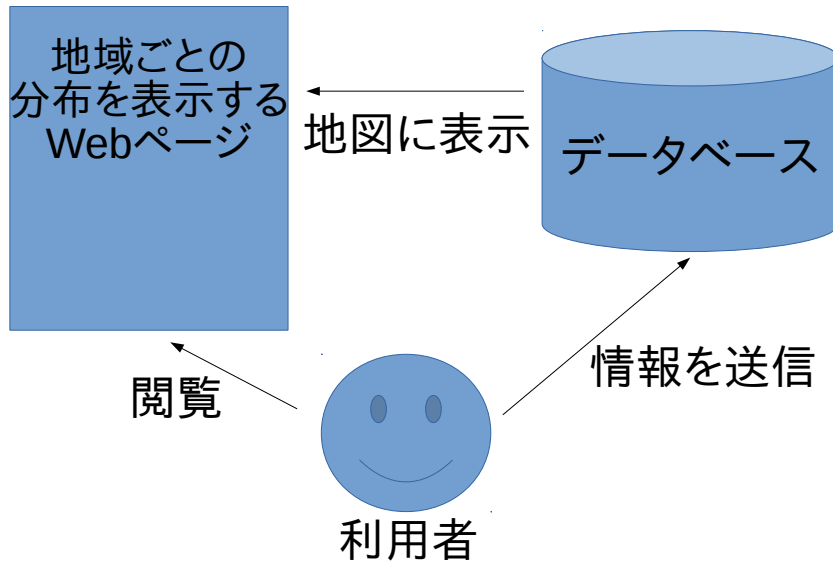 地域ごとの
分布を表示する
Webページ
地図に表示
データベース
閲覧
情報を送信
利用者